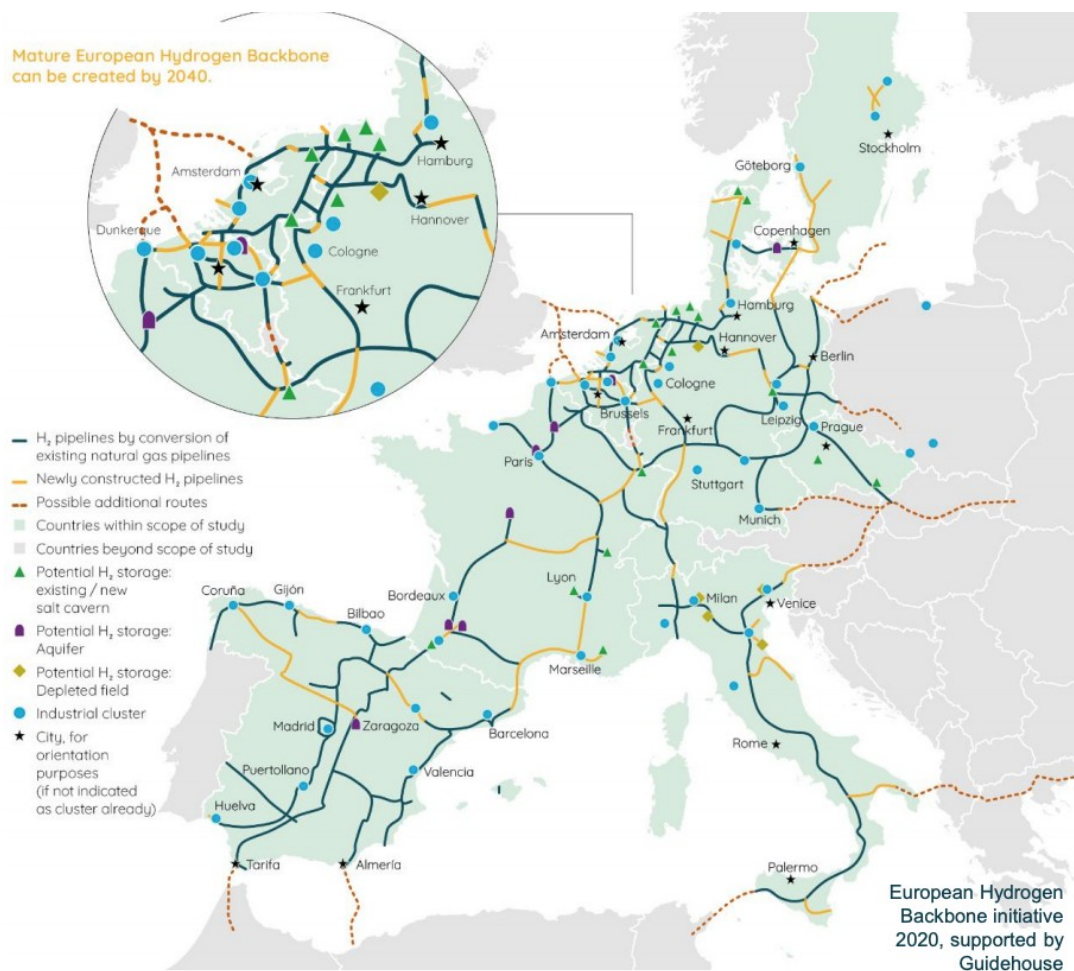 Mature European Hydrogen Backbone
can be created by 2040.
Hamburg
Amsterdam
Hannover
Dunkerque
Cologne
Frankfurt
Stockholm
Göteborg
Copenhagen
Hamburg
Amsterdam
Hannover
Berlin
Cologne
Brussels
Leipzig
Frankfurt
Prague
Paris
Stuttgart
Munich
H₂ pipelines by conversion of
existing natural gas pipelines
Newly constructed H₂ pipelines
Possible additional routes
Countries within scope of study
Countries beyond scope of study
Potential H₂ storage:
existing / new
salt cavern
Potential H₂ storage:
Aquifer
Potential H₂ storage:
Depleted field
Industrial cluster
City, for
orientation
purposes
(if not indicated
as cluster already)
Lyon
Bordeaux
Milan
Venice
Coruña
Gijón
Bilbao
Marseille
Madrid
Zaragoza
Barcelona
Rome
Puertollano
Valencia
Huelva
Tarifa
Almería
Palermo
European Hydrogen
Backbone initiative
2020, supported by
Guidehouse